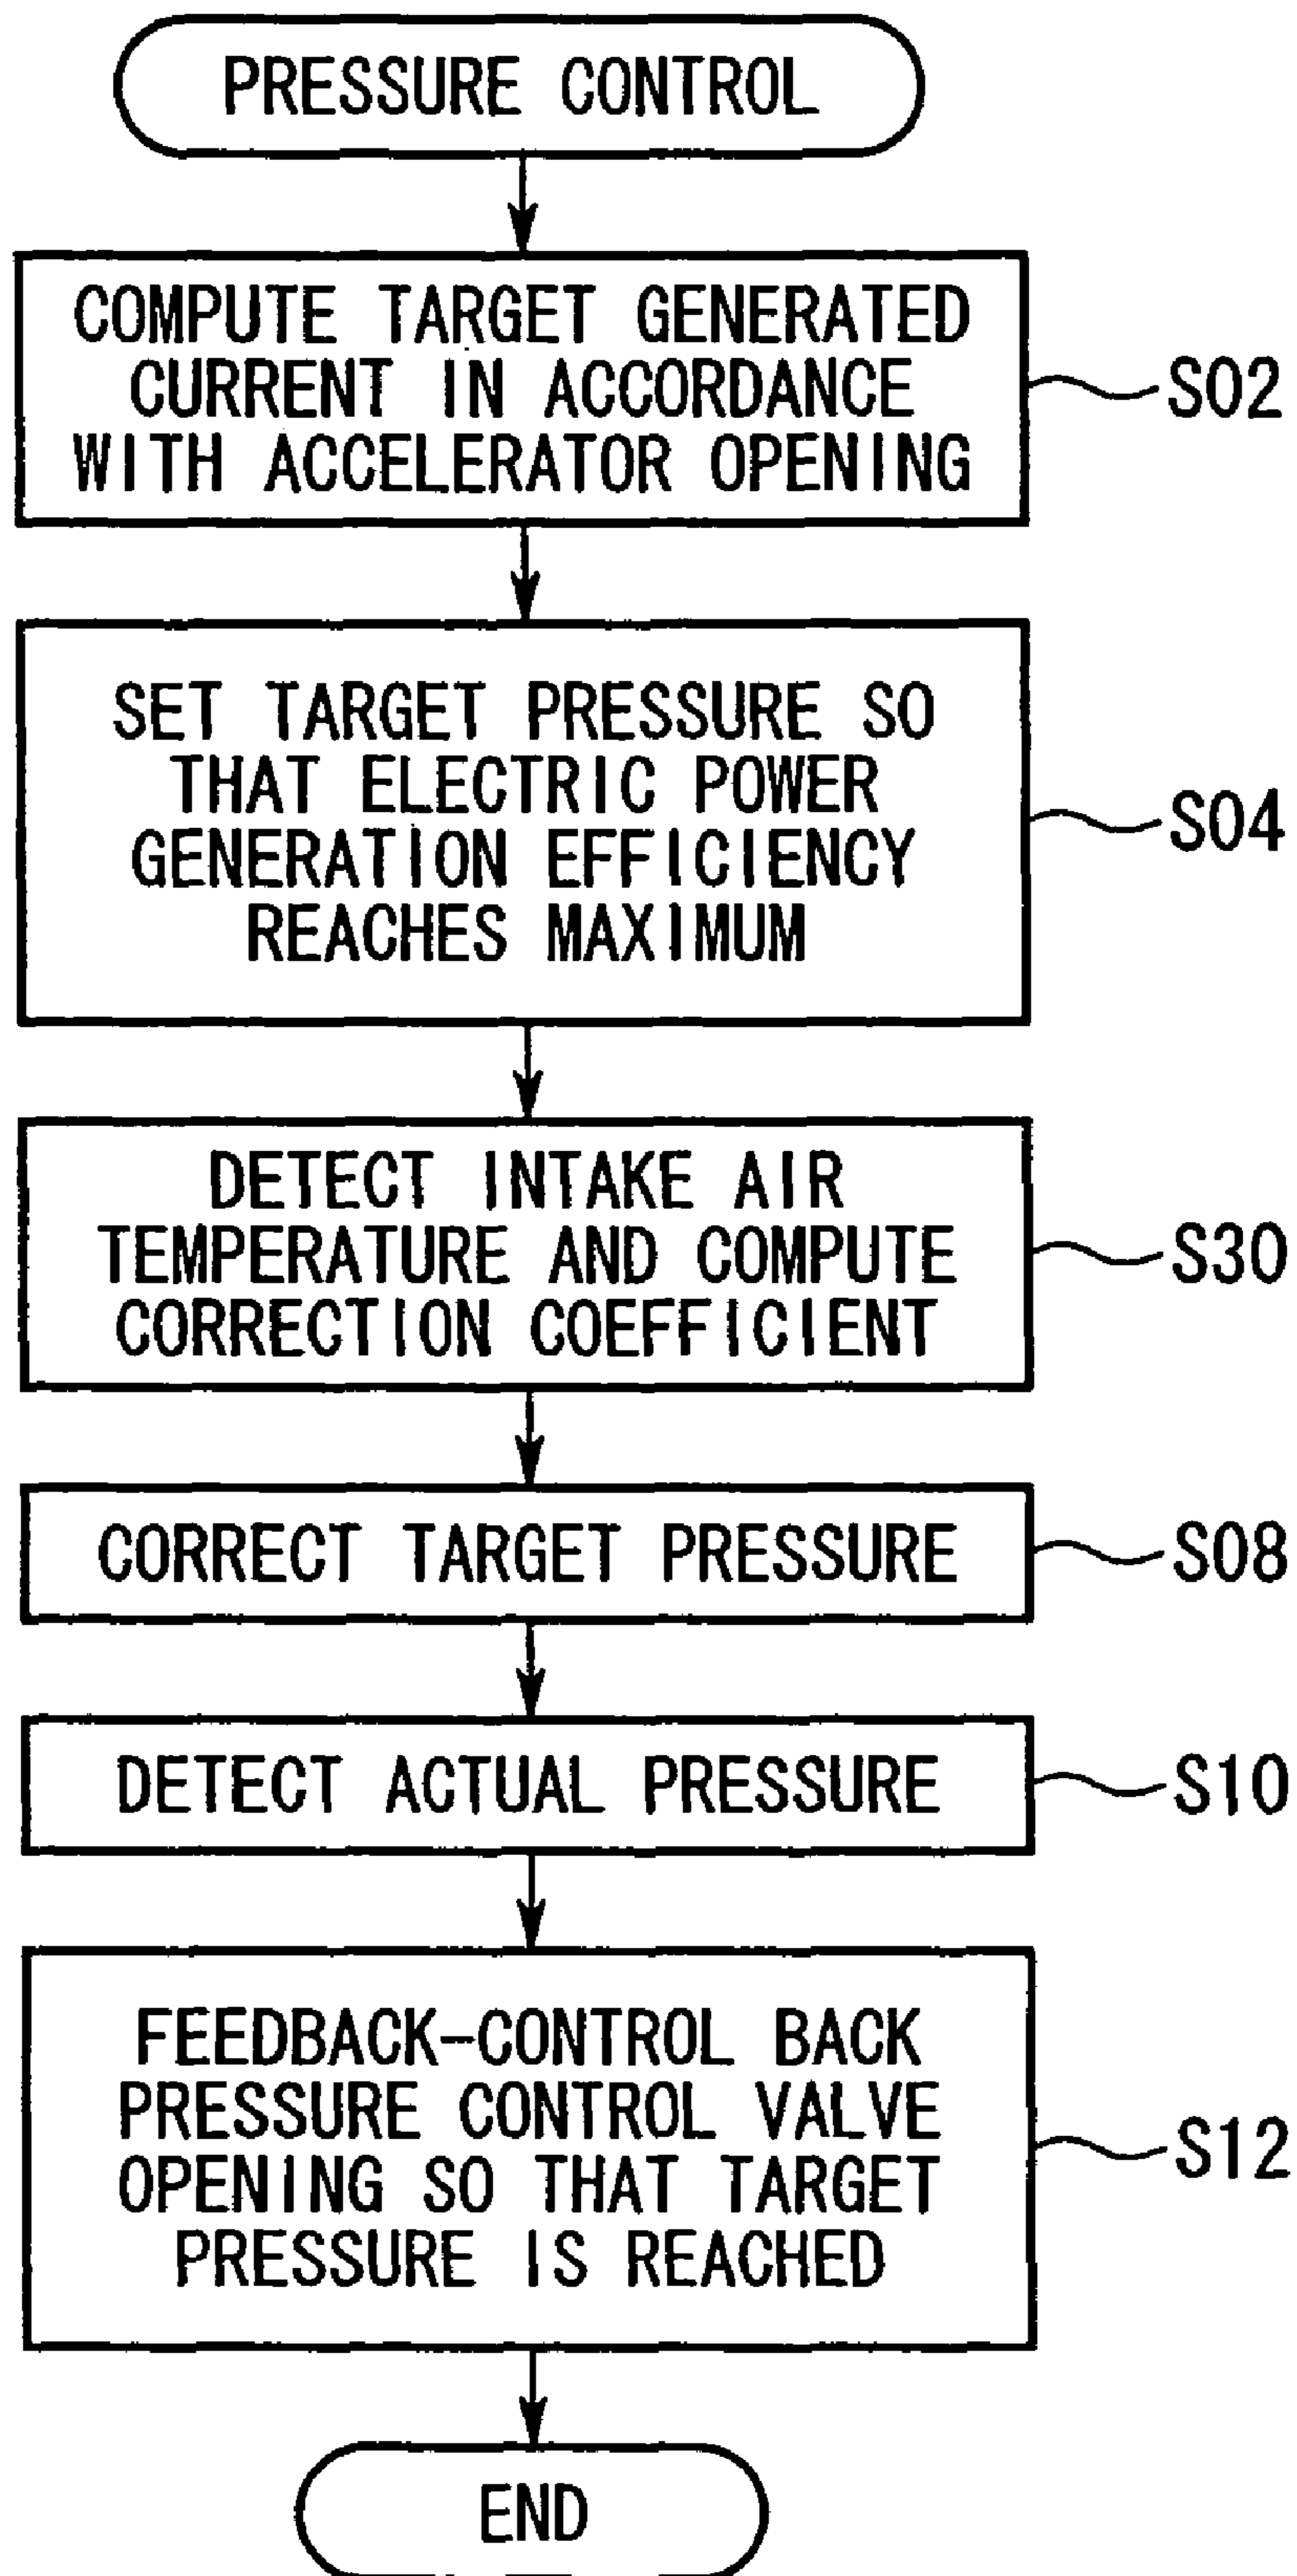 PRESSURE CONTROL
COMPUTE TARGET GENERATED
CURRENT IN ACCORDANCE
WITH ACCELERATOR OPENING
S02
SET TARGET PRESSURE SO
THAT ELECTRIC POWER
GENERATION EFFICIENCY
REACHES MAXIMUM
S04
DETECT INTAKE AIR
TEMPERATURE AND COMPUTE
CORRECTION COEFFICIENT
S30
CORRECT TARGET PRESSURE
S08
DETECT ACTUAL PRESSURE
S10
FEEDBACK-CONTROL BACK
PRESSURE CONTROL VALVE
OPENING SO THAT TARGET
PRESSURE IS REACHED
S12
END